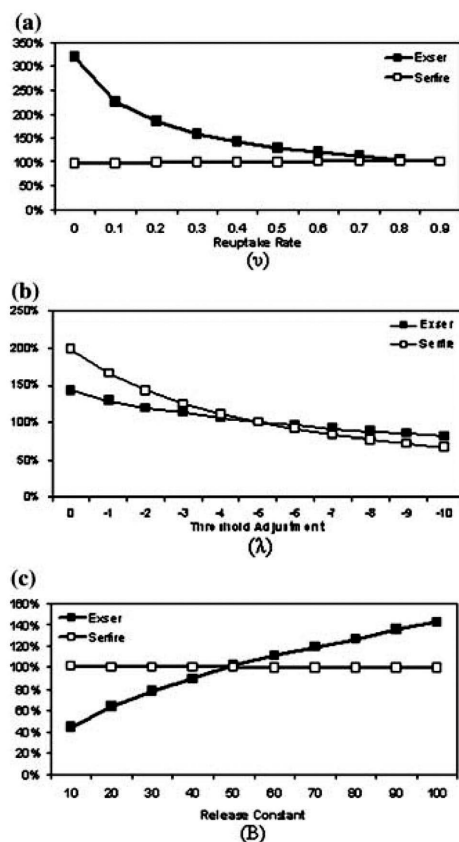 (a)
350%
300%
250%
200%
150%
100%
50%
0%
Exser
Serfire
0 0.1 0.2 0.3 0.4 0.5 0.6 0.7 0.8 0.9
Reuptake Rate
(υ)
(b)
250%
200%
150%
100%
50%
0%
Exser
Serfire
0 -1 -2 -3 -4 -5 -6 -7 -8 -9 -10
Threshold Adjustment
(λ)
(c)
160%
140%
120%
100%
80%
60%
40%
20%
0%
Exser
Serfire
10 20 30 40 50 60 70 80 90 100
Release Constant
(B)